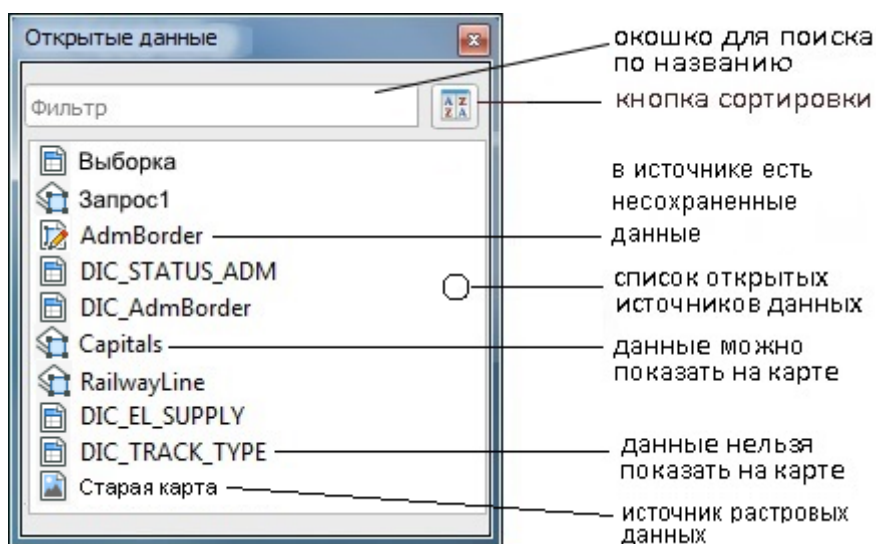 Открытые данные
окошко для поиска
по названию
Фильтр
A Z
Z A
кнопка сортировки
Выборка
в источнике есть
Запрос1
несохраненные
AdmBorder
данные
DIC_STATUS_ADM
список открытых
DIC_AdmBorder
источников данных
Capitals
данные можно
показать на карте
RailwayLine
DIC_EL_SUPPLY
DIC_TRACK_TYPE
данные нельзя
показать на карте
Старая карта
источник растровых
данных